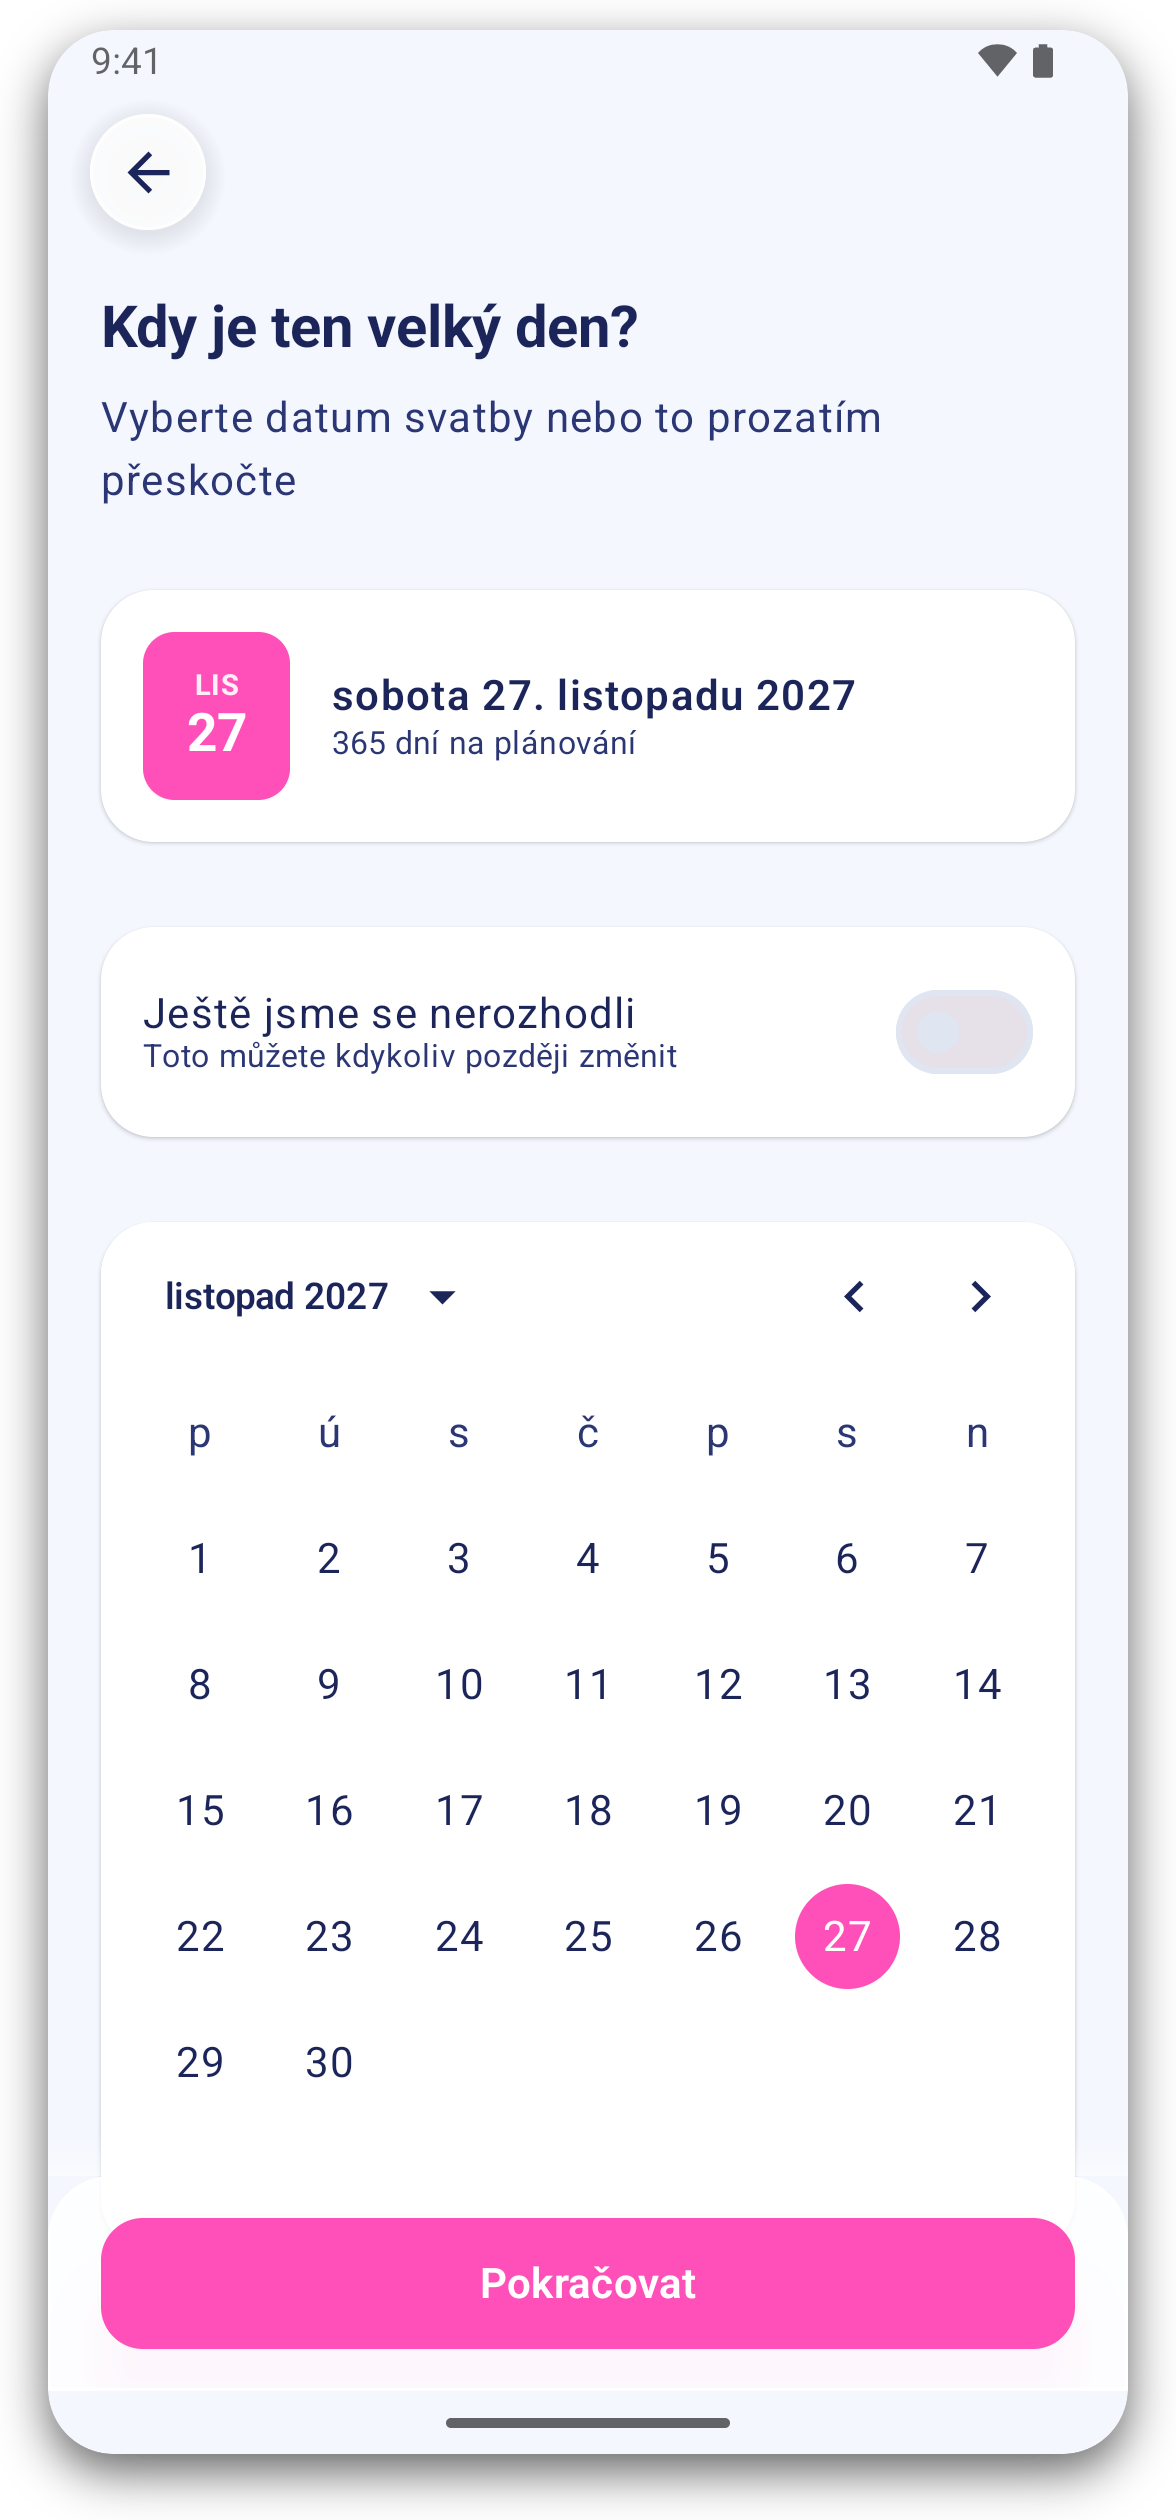 9:41
Kdy je ten velký den?
Vyberte datum svatby nebo to prozatím
přeskočte
LIS
27
sobota 27. listopadu 2027
365 dní na plánování
Ještě jsme se nerozhodli
Toto můžete kdykoliv později změnit
listopad 2027
p ú s č p s n
1 2 3 4 5 6 7
8 9 10 11 12 13 14
15 16 17 18 19 20 21
22 23 24 25 26 27 28
29 30
Pokračovat